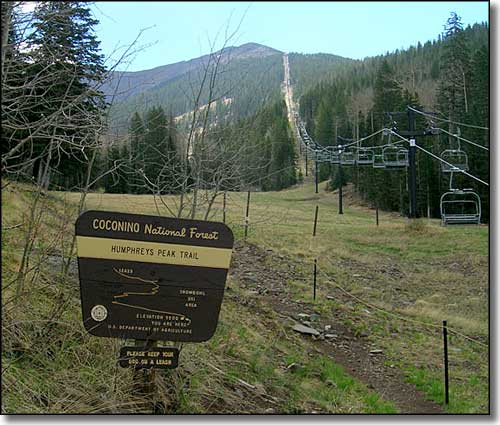 COCONINO National Forest
HUMPHREYS PEAK TRAIL
SNOWBOWL
SKI
AREA
ELEVATION
YOU ARE HERE
U.S. DEPARTMENT OF AGRICULTURE
PLEASE KEEP YOUR
DOG ON A LEASH